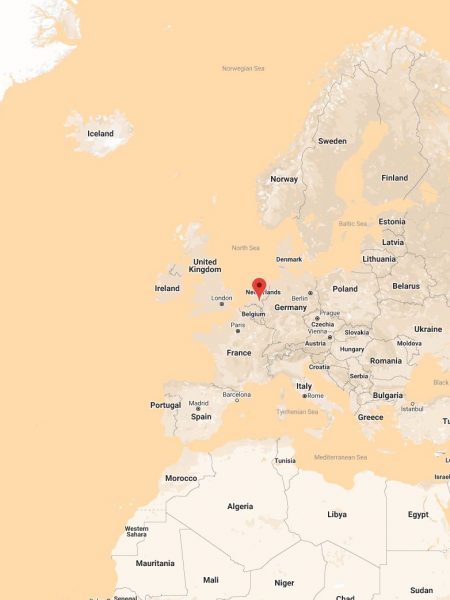 Norwegian Sea
Iceland
Sweden
Norway
Finland
Baltic Sea
Estonia
Latvia
North Sea
Denmark
Lithuania
United
Kingdom
Ireland
Netherlands
London
Berlin
Poland
Belarus
Belgium
Germany
Prague
Paris
Czechia
Ukraine
Vienna
Slovakia
Austria
Moldova
Hungary
France
Croatia
Romania
Serbia
Italy
Black
Barcelona
Rome
Bulgaria
Portugal
Madrid
Spain
Tyrrhenian Sea
Istanbul
Greece
Tu
Mediterranean Sea
Tunisia
Morocco
Israel
Algeria
Libya
Egypt
Western
Sahara
Mauritania
Mali
Niger
Chad
Sudan
Senegal